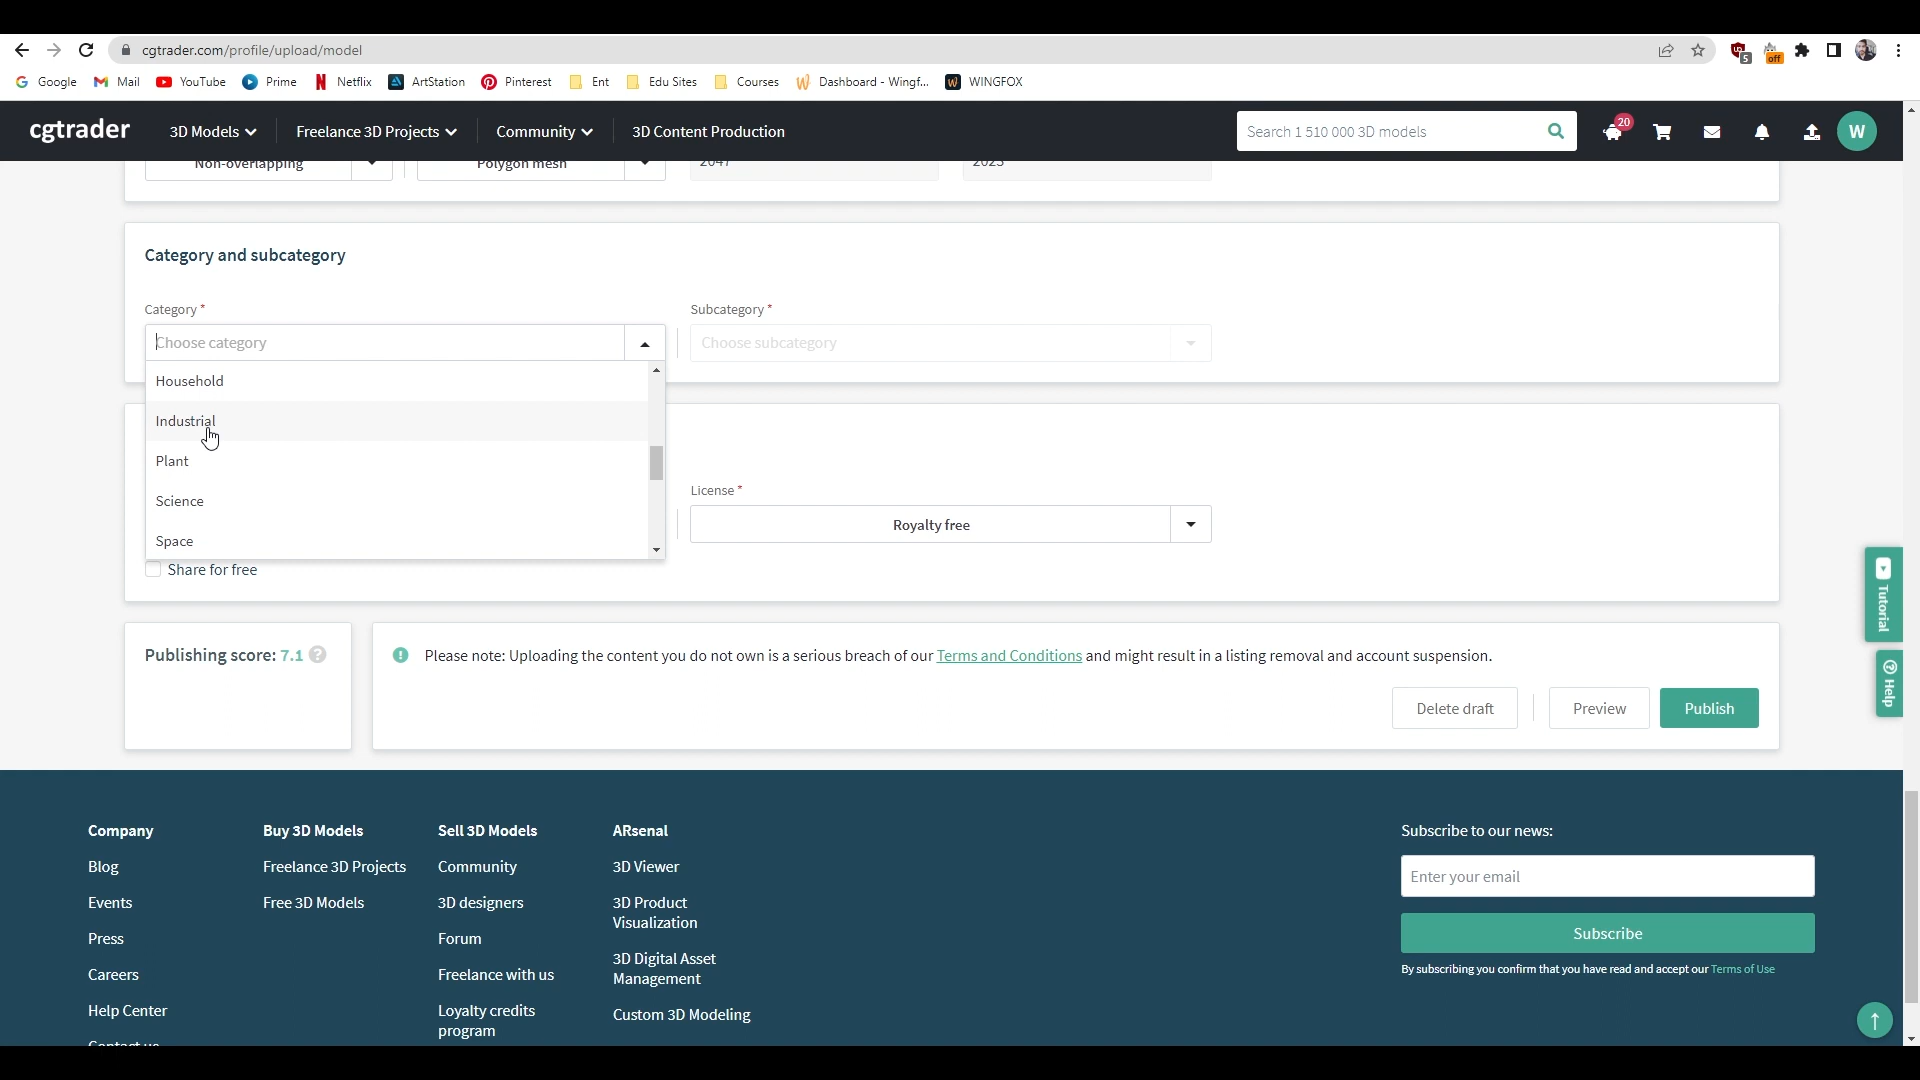 cgtrader.com/profile/upload/model
5
off
Google Mail YouTube Prime Netflix ArtStation Pinterest Ent Edu Sites Courses Dashboard - Wingf... WINGFOX
cgtrader 3D Models Freelance 3D Projects Community 3D Content Production Search 1 510 000 3D models 20 W
Non-overlapping Polygon mesh 2047 2023
Category and subcategory
Category * Subcategory *
Choose category Choose subcategory
Household
Industrial
Plant
Science
Space
License *
Royalty free
Share for free
Tutorial
Help
Publishing score: 7.1 ?
! Please note: Uploading the content you do not own is a serious breach of our Terms and Conditions and might result in a listing removal and account suspension.
Delete draft Preview Publish
Company Buy 3D Models Sell 3D Models ARsenal Subscribe to our news:
Blog Freelance 3D Projects Community 3D Viewer Enter your email
Events Free 3D Models 3D designers 3D Product
Visualization
Press Forum Subscribe
Careers Freelance with us 3D Digital Asset
Management
By subscribing you confirm that you have read and accept our Terms of Use
Help Center Loyalty credits
program
Custom 3D Modeling
Contact us